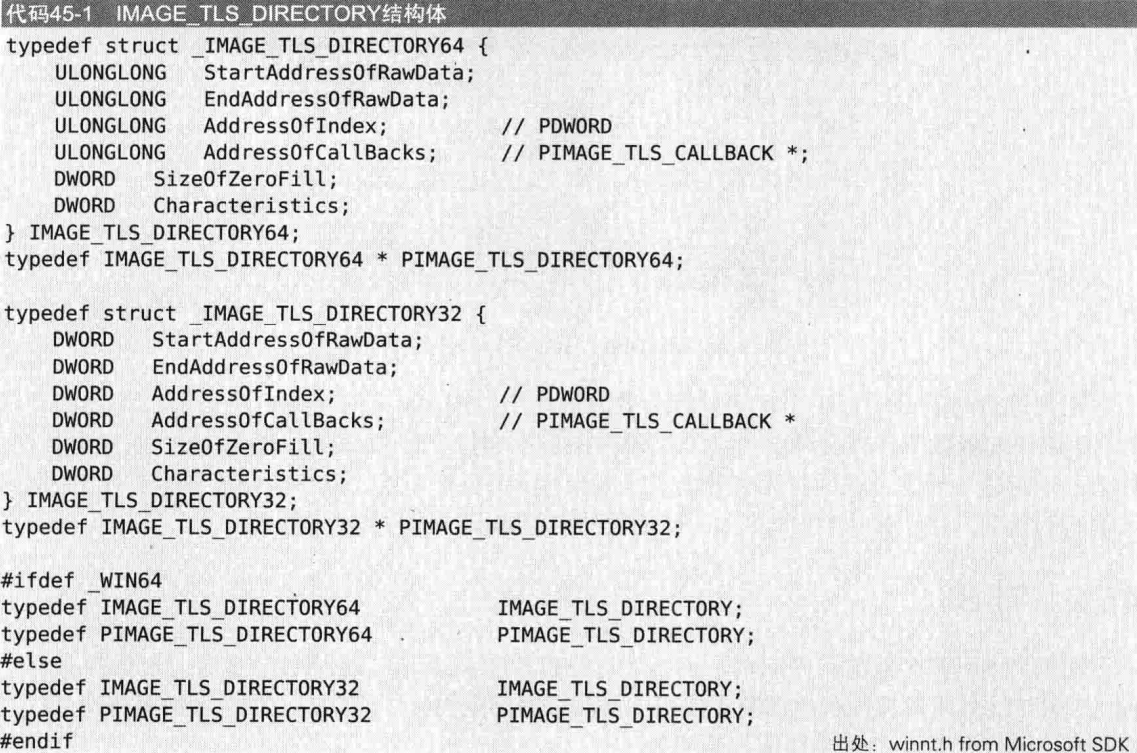 代码45-1 IMAGE_TLS_DIRECTORY结构体
typedef struct _IMAGE_TLS_DIRECTORY64 {
    ULONGLONG   StartAddressOfRawData;
    ULONGLONG   EndAddressOfRawData;
    ULONGLONG   AddressOfIndex;         // PDWORD
    ULONGLONG   AddressOfCallBacks;     // PIMAGE_TLS_CALLBACK *;
    DWORD   SizeOfZeroFill;
    DWORD   Characteristics;
} IMAGE_TLS_DIRECTORY64;
typedef IMAGE_TLS_DIRECTORY64 * PIMAGE_TLS_DIRECTORY64;

typedef struct _IMAGE_TLS_DIRECTORY32 {
    DWORD   StartAddressOfRawData;
    DWORD   EndAddressOfRawData;
    DWORD   AddressOfIndex;             // PDWORD
    DWORD   AddressOfCallBacks;         // PIMAGE_TLS_CALLBACK *
    DWORD   SizeOfZeroFill;
    DWORD   Characteristics;
} IMAGE_TLS_DIRECTORY32;
typedef IMAGE_TLS_DIRECTORY32 * PIMAGE_TLS_DIRECTORY32;

#ifdef _WIN64
typedef IMAGE_TLS_DIRECTORY64           IMAGE_TLS_DIRECTORY;
typedef PIMAGE_TLS_DIRECTORY64          PIMAGE_TLS_DIRECTORY;
#else
typedef IMAGE_TLS_DIRECTORY32           IMAGE_TLS_DIRECTORY;
typedef PIMAGE_TLS_DIRECTORY32          PIMAGE_TLS_DIRECTORY;
#endif
出处：winnt.h from Microsoft SDK